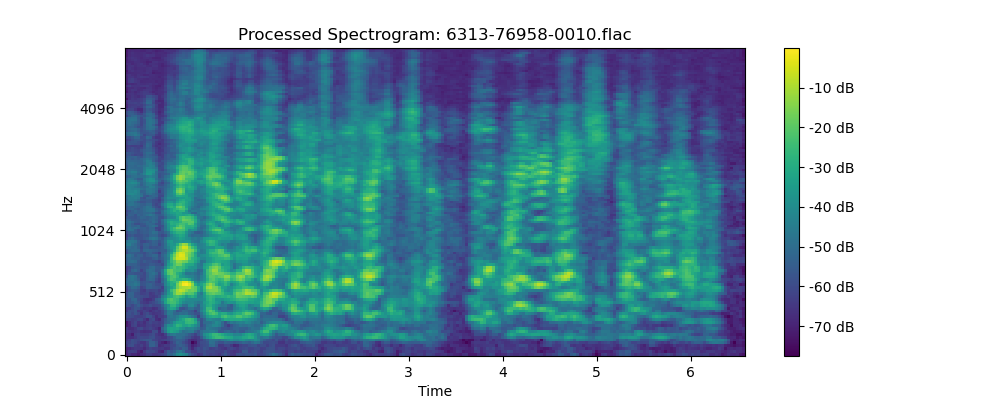 Processed Spectrogram: 6313-76958-0010.flac
4096
2048
1024
512
0
Hz
0 1 2 3 4 5 6
Time
-10 dB
-20 dB
-30 dB
-40 dB
-50 dB
-60 dB
-70 dB